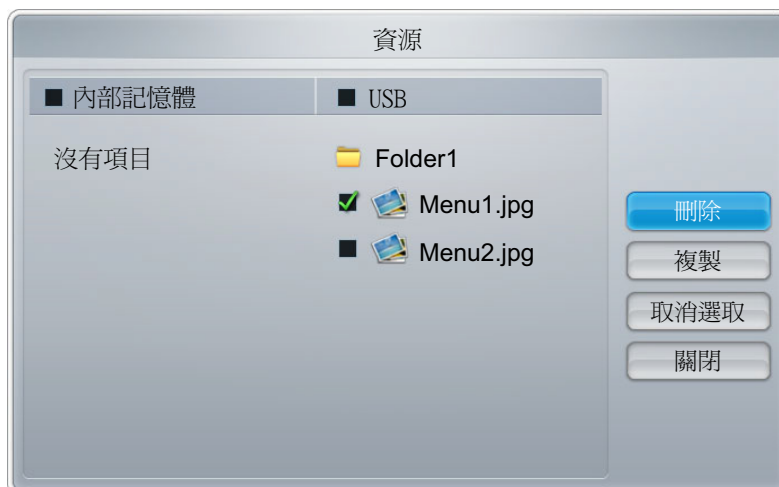 資源
內部記憶體 USB
沒有項目 Folder1
Menu1.jpg
Menu2.jpg
刪除
複製
取消選取
關閉